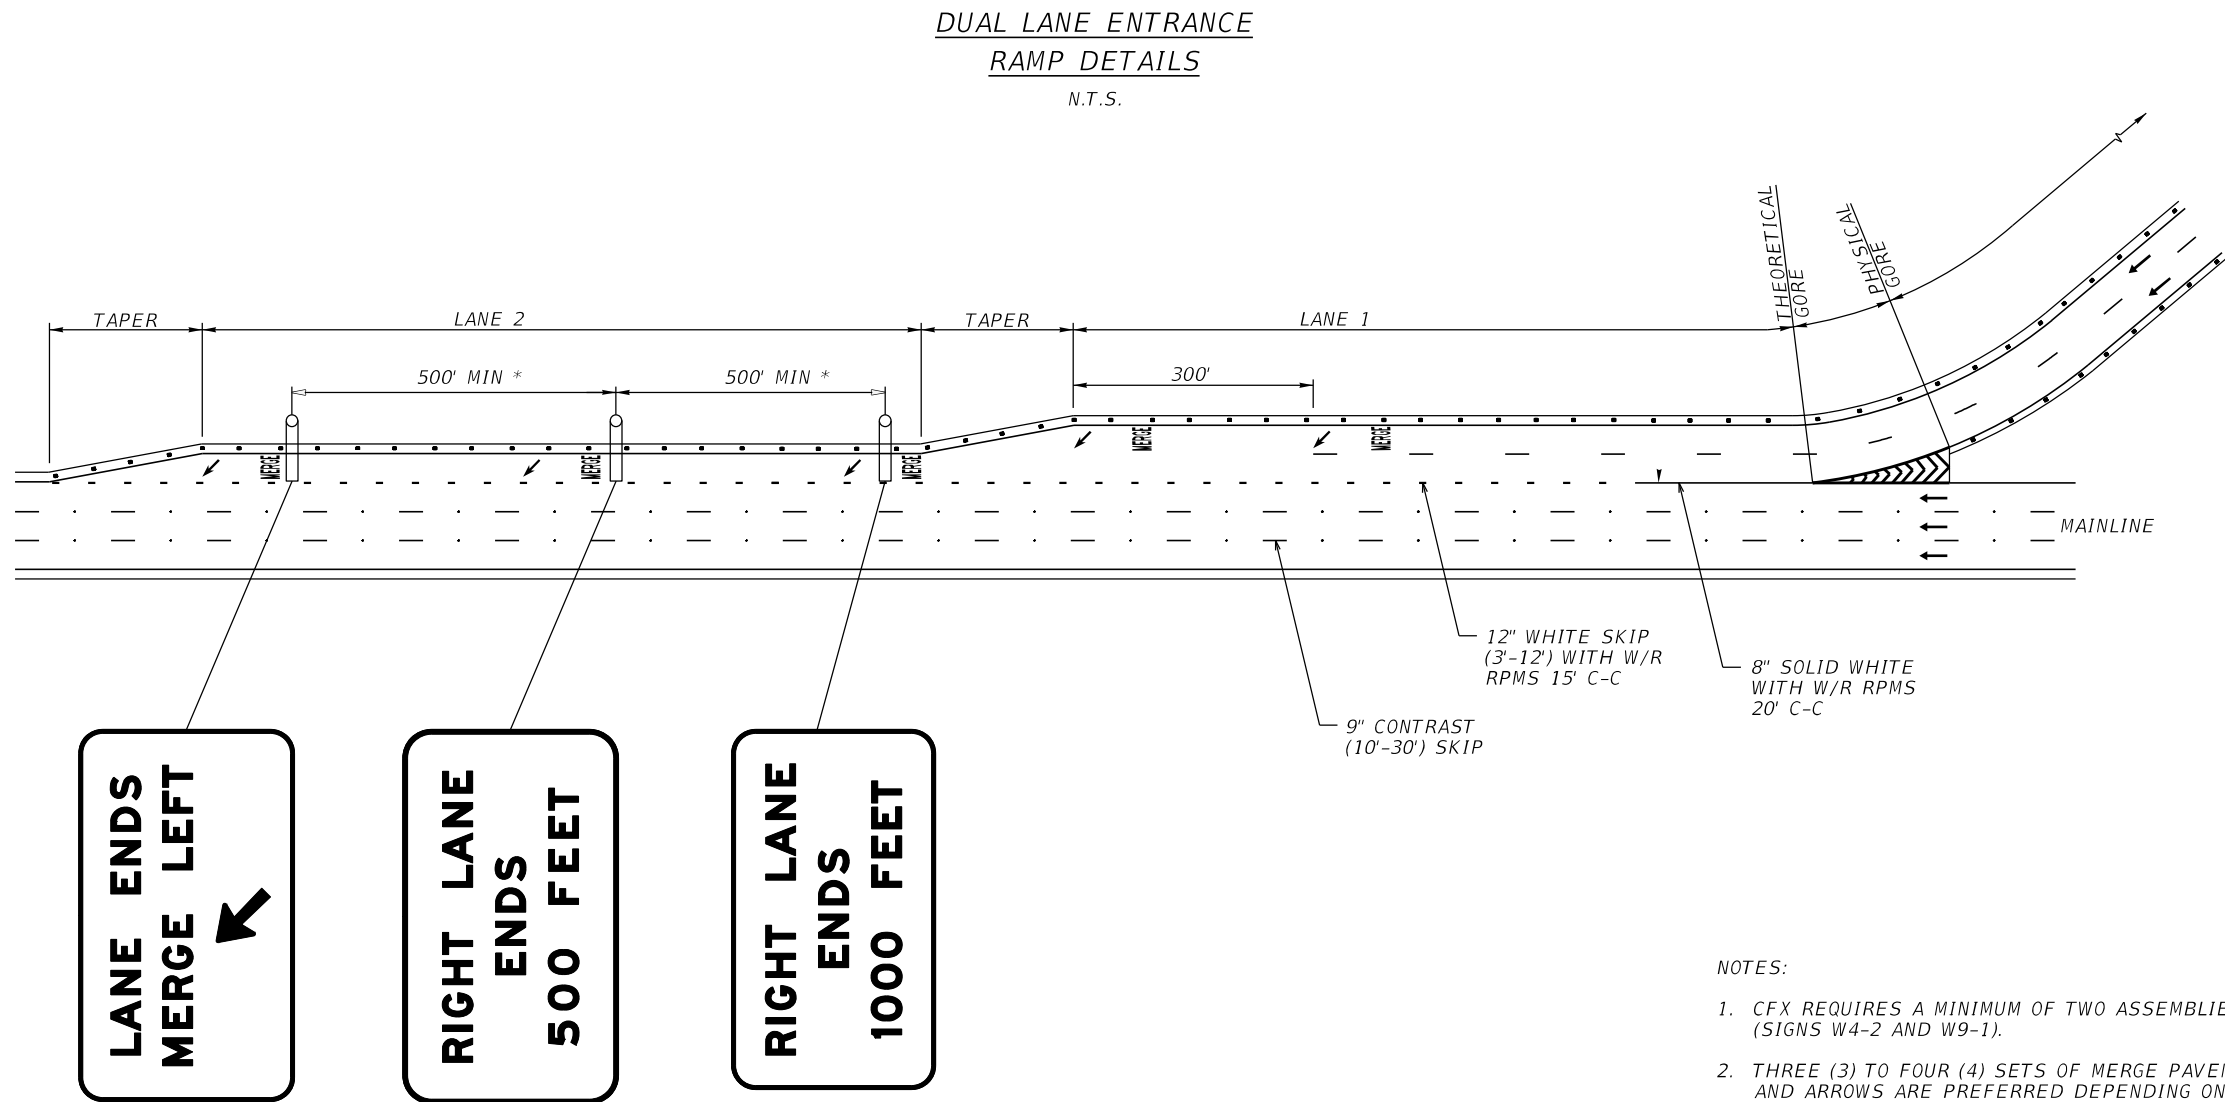 DUAL LANE ENTRANCE
RAMP DETAILS
N.T.S.
THEORETICAL
GORE
PHYSICAL
GORE
TAPER
LANE 2
TAPER
LANE 1
500' MIN *
500' MIN *
300'
MERGE
MERGE
MERGE
MERGE
MERGE
MAINLINE
12" WHITE SKIP
(3'-12') WITH W/R
RPMS 15' C-C
8" SOLID WHITE
WITH W/R RPMS
20' C-C
9" CONTRAST
(10'-30') SKIP
LANE ENDS
MERGE LEFT
RIGHT LANE
ENDS
500 FEET
RIGHT LANE
ENDS
1000 FEET
NOTES:
1. CFX REQUIRES A MINIMUM OF TWO
(SIGNS W4-2 AND W9-1).
2. THREE (3) TO FOUR (4) SETS OF MERGE
AND ARROWS ARE PREFERRED DEPENDING ON